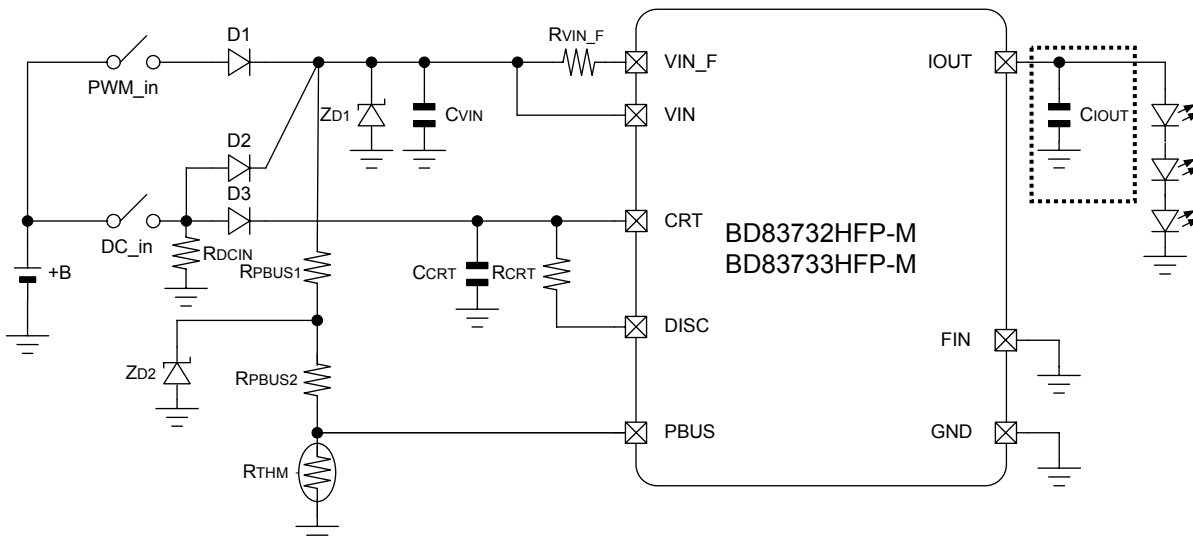 D1
RVIN_F
VIN_F
IOUT
PWM_in
ZD1
CVIN
VIN
CIOUT
D2
D3
CRT
DC_in
RDCIN
BD83732HFP-M
BD83733HFP-M
+B
RPBUS1
CCRT
RCRT
DISC
FIN
ZD2
RPBUS2
PBUS
GND
RTHM